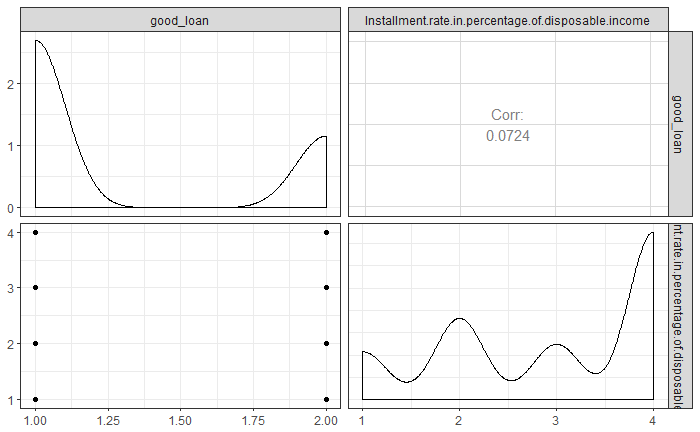 good_loan
Installment.rate.in.percentage.of.disposable.income
2
1
0
Corr:
0.0724
good_loan
4
3
2
1
nt.rate.in.percentage.of.disposable
1.00 1.25 1.50 1.75 2.00
1 2 3 4